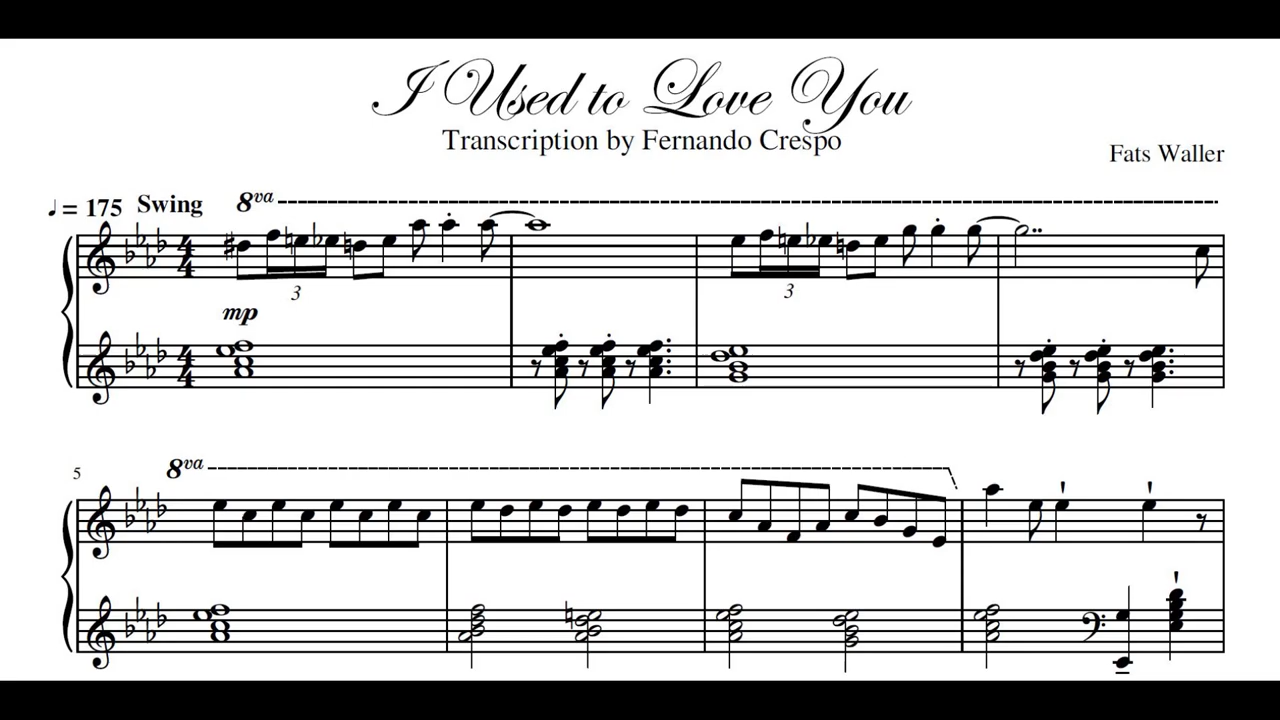 I Used to Love You
Transcription by Fernando Crespo
Fats Waller
♩ = 175 Swing
8va
3
3
mp
5
8va